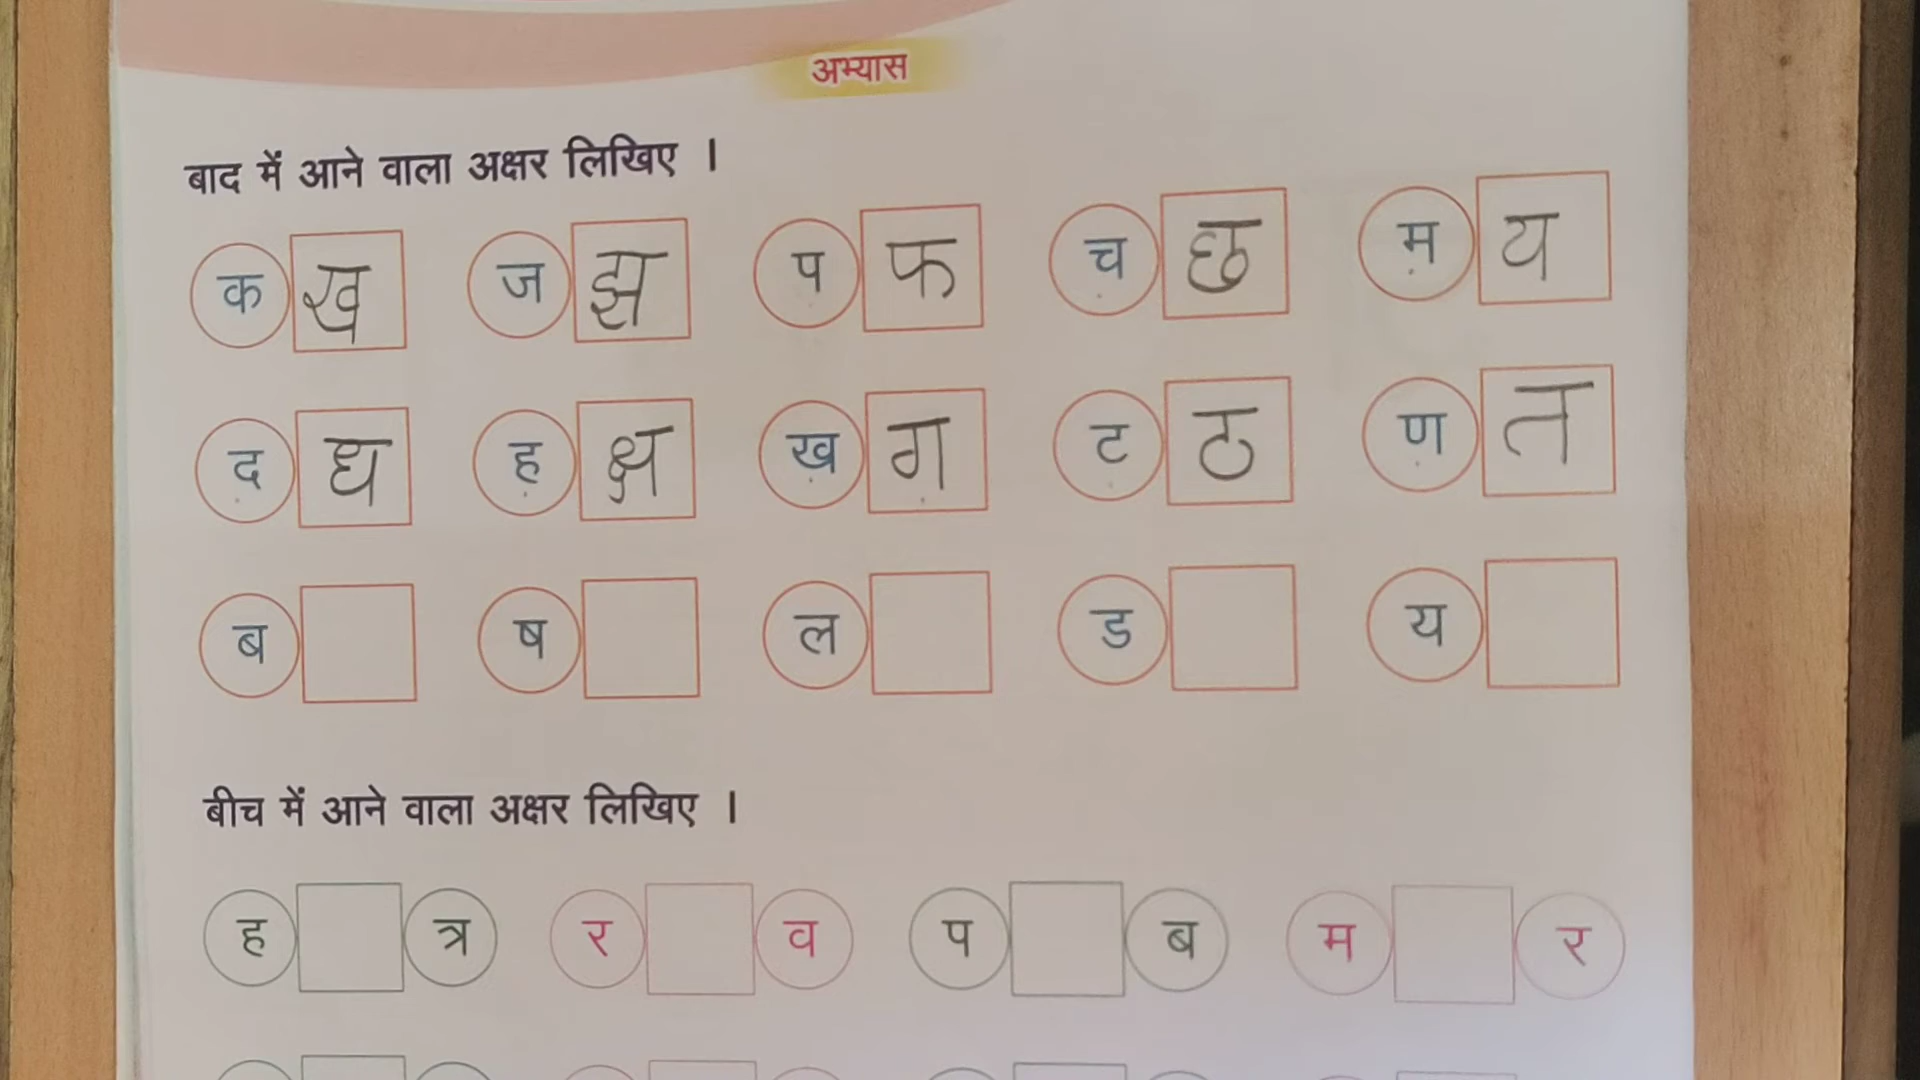 अभ्यास
बाद में आने वाला अक्षर लिखिए ।
क ख ज झ प फ च छ म य
द ध ह क्ष ख ग ट ठ ण त
ब ष ल ड य
बीच में आने वाला अक्षर लिखिए ।
ह त्र र व प ब म र